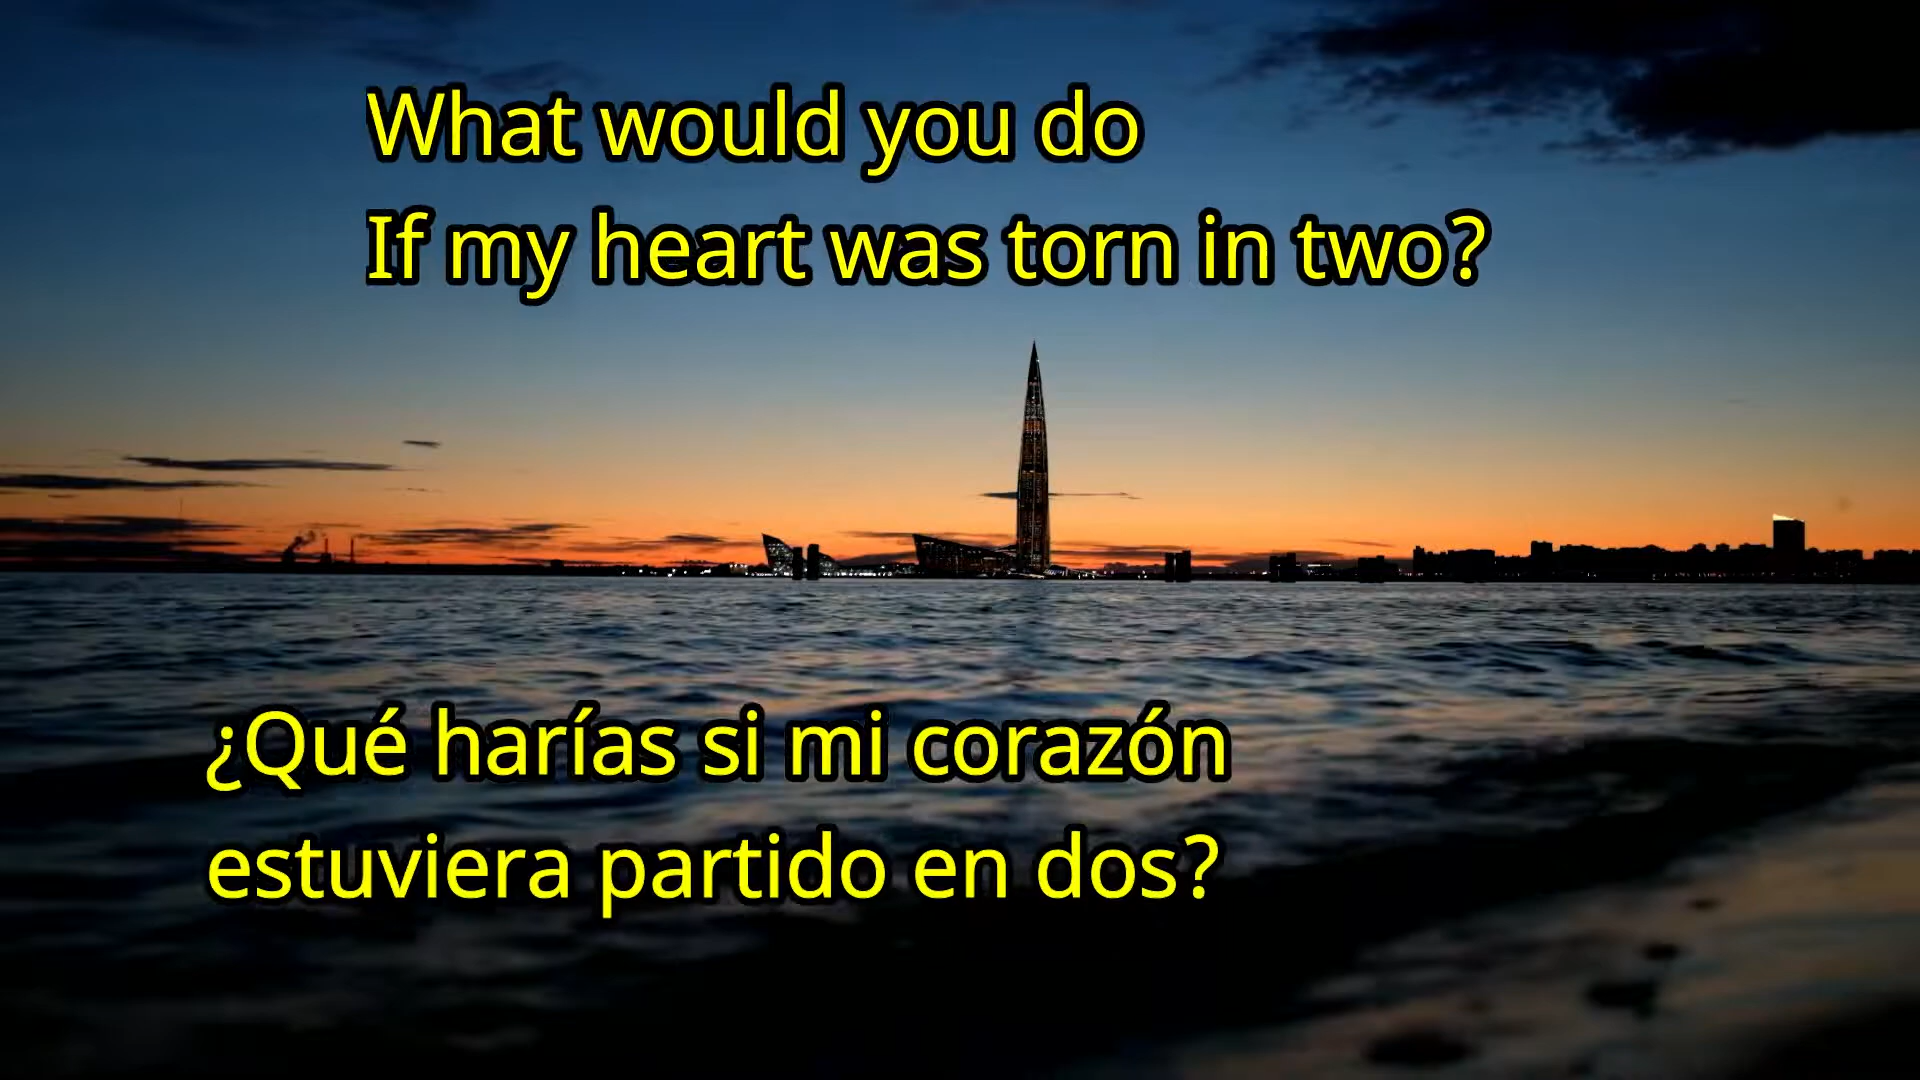 What would you do
If my heart was torn in two?
¿Qué harías si mi corazón
estuviera partido en dos?